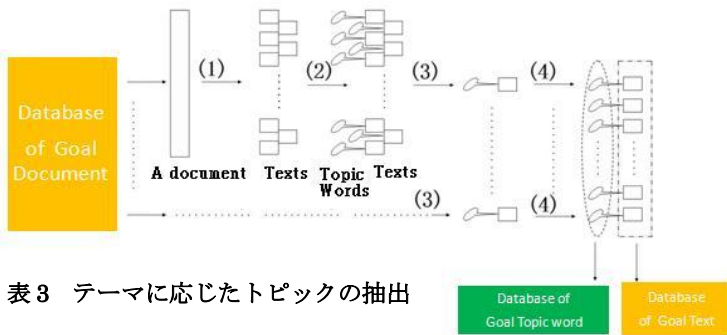 Database
of Goal
Document
(1)
(2)
(3)
(4)
A document
Texts
Topic
Words
Texts
(3)
(4)
表3 テーマに応じたトピックの抽出
Database of
Goal Topic word
Database
of Goal Text